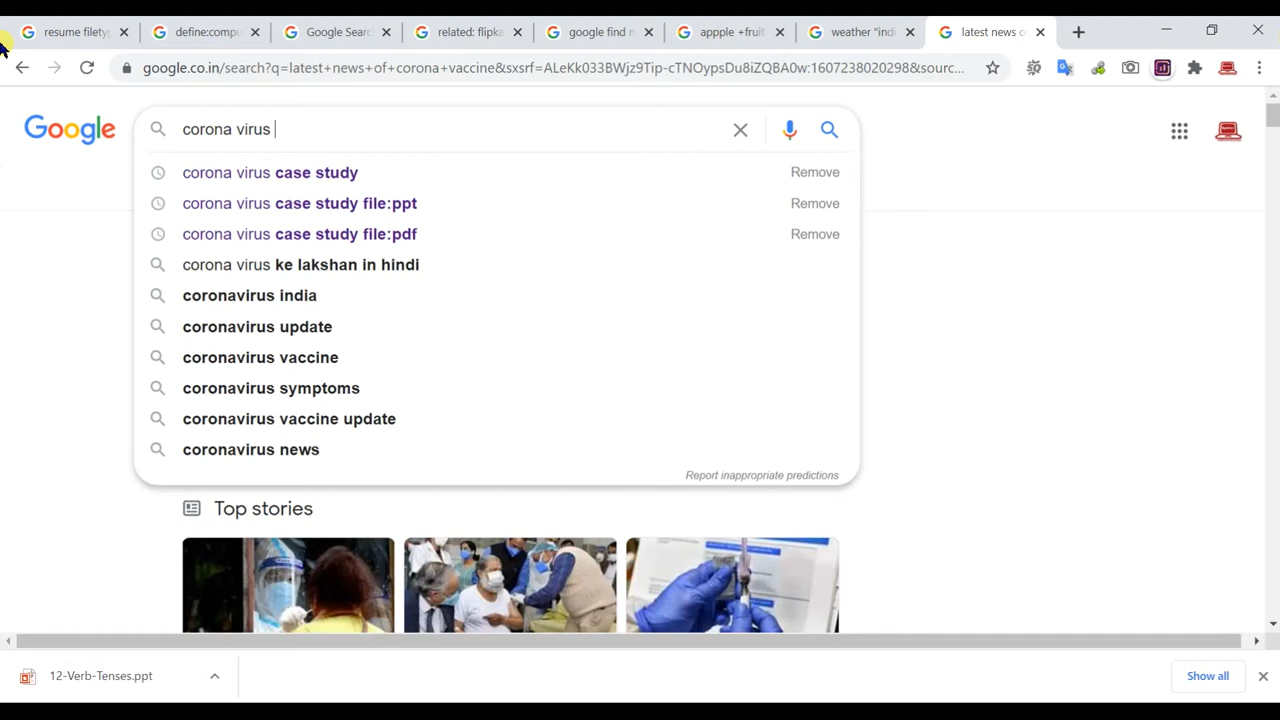 resume filety
define:compu
Google Searc
related: flipka
google find n
appple +fruit
weather "indi
latest news o
google.co.in/search?q=latest+news+of+corona+vaccine&sxsrf=ALeKk033BWjz9Tip-cTNOypsDu8iZQBA0w:1607238020298&sourc...
Google
corona virus
corona virus case study Remove
corona virus case study file:ppt Remove
corona virus case study file:pdf Remove
corona virus ke lakshan in hindi
coronavirus india
coronavirus update
coronavirus vaccine
coronavirus symptoms
coronavirus vaccine update
coronavirus news
Report inappropriate predictions
Top stories
12-Verb-Tenses.ppt
Show all